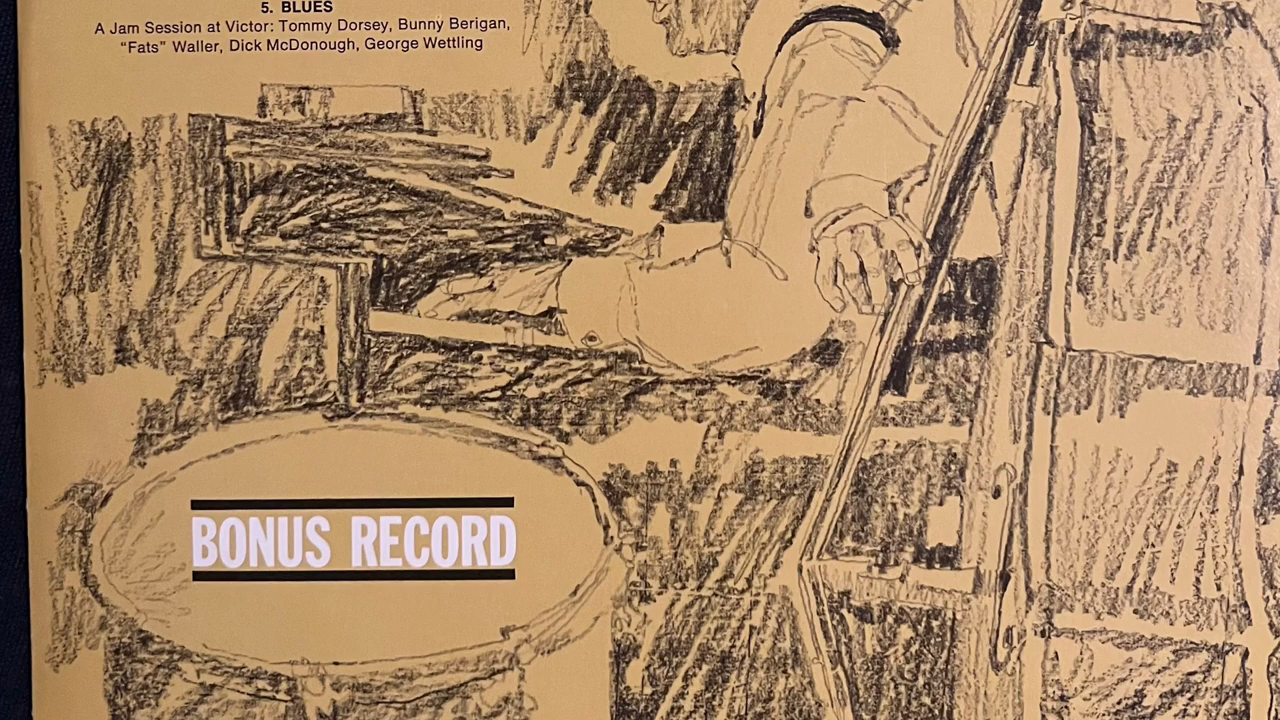 5. BLUES
A Jam Session at Victor: Tommy Dorsey, Bunny Berigan,
“Fats” Waller, Dick McDonough, George Wettling
BONUS RECORD